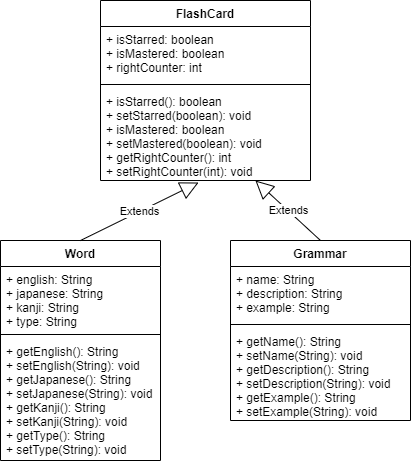 FlashCard
+ isStarred: boolean
+ isMastered: boolean
+ rightCounter: int
+ isStarred(): boolean
+ setStarred(boolean): void
+ isMastered: boolean
+ setMastered(boolean): void
+ getRightCounter(): int
+ setRightCounter(int): void
Extends
Extends
Word
+ english: String
+ japanese: String
+ kanji: String
+ type: String
+ getEnglish(): String
+ setEnglish(String): void
+ getJapanese(): String
+ setJapanese(String): void
+ getKanji(): String
+ setKanji(String): void
+ getType(): String
+ setType(String): void
Grammar
+ name: String
+ description: String
+ example: String
+ getName(): String
+ setName(String): void
+ getDescription(): String
+ setDescription(String): void
+ getExample(): String
+ setExample(String): void